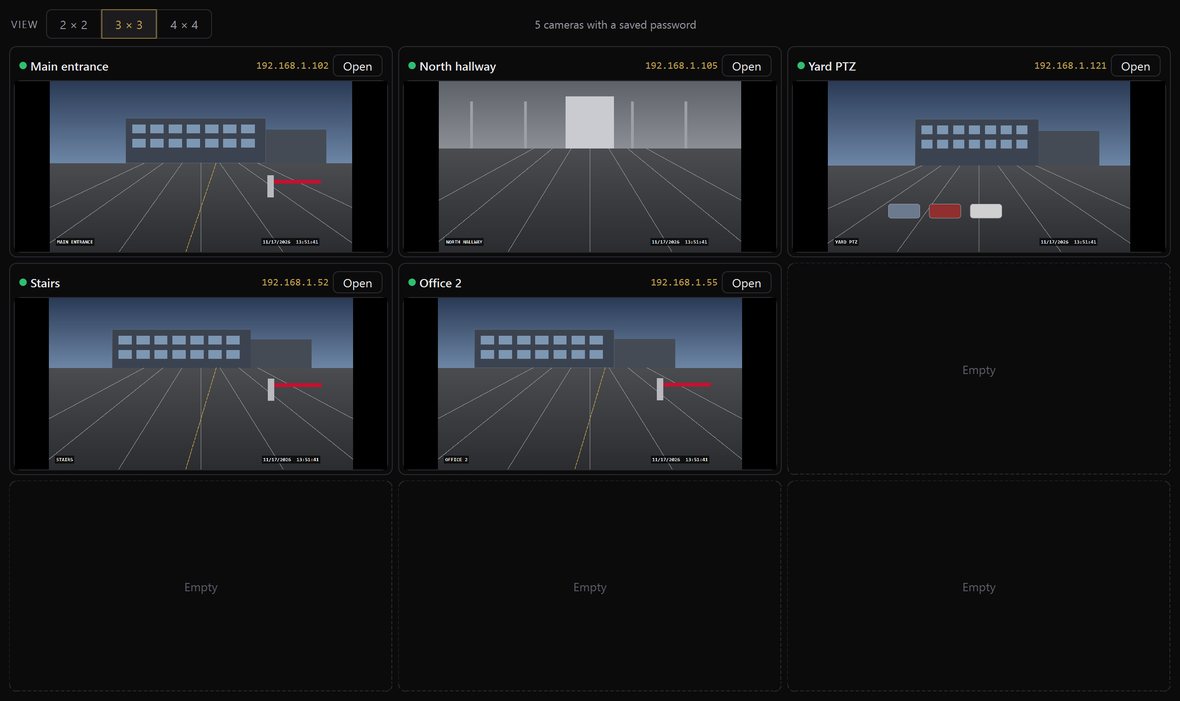 VIEW 2 × 2 3 × 3 4 × 4 5 cameras with a saved password
Main entrance 192.168.1.102 Open
MAIN ENTRANCE 11/17/2026 13:51:41
North hallway 192.168.1.105 Open
NORTH HALLWAY 11/17/2026 13:51:41
Yard PTZ 192.168.1.121 Open
YARD PTZ 11/17/2026 13:51:41
Stairs 192.168.1.52 Open
STAIRS 11/17/2026 13:51:41
Office 2 192.168.1.55 Open
OFFICE 2 11/17/2026 13:51:41
Empty
Empty
Empty
Empty